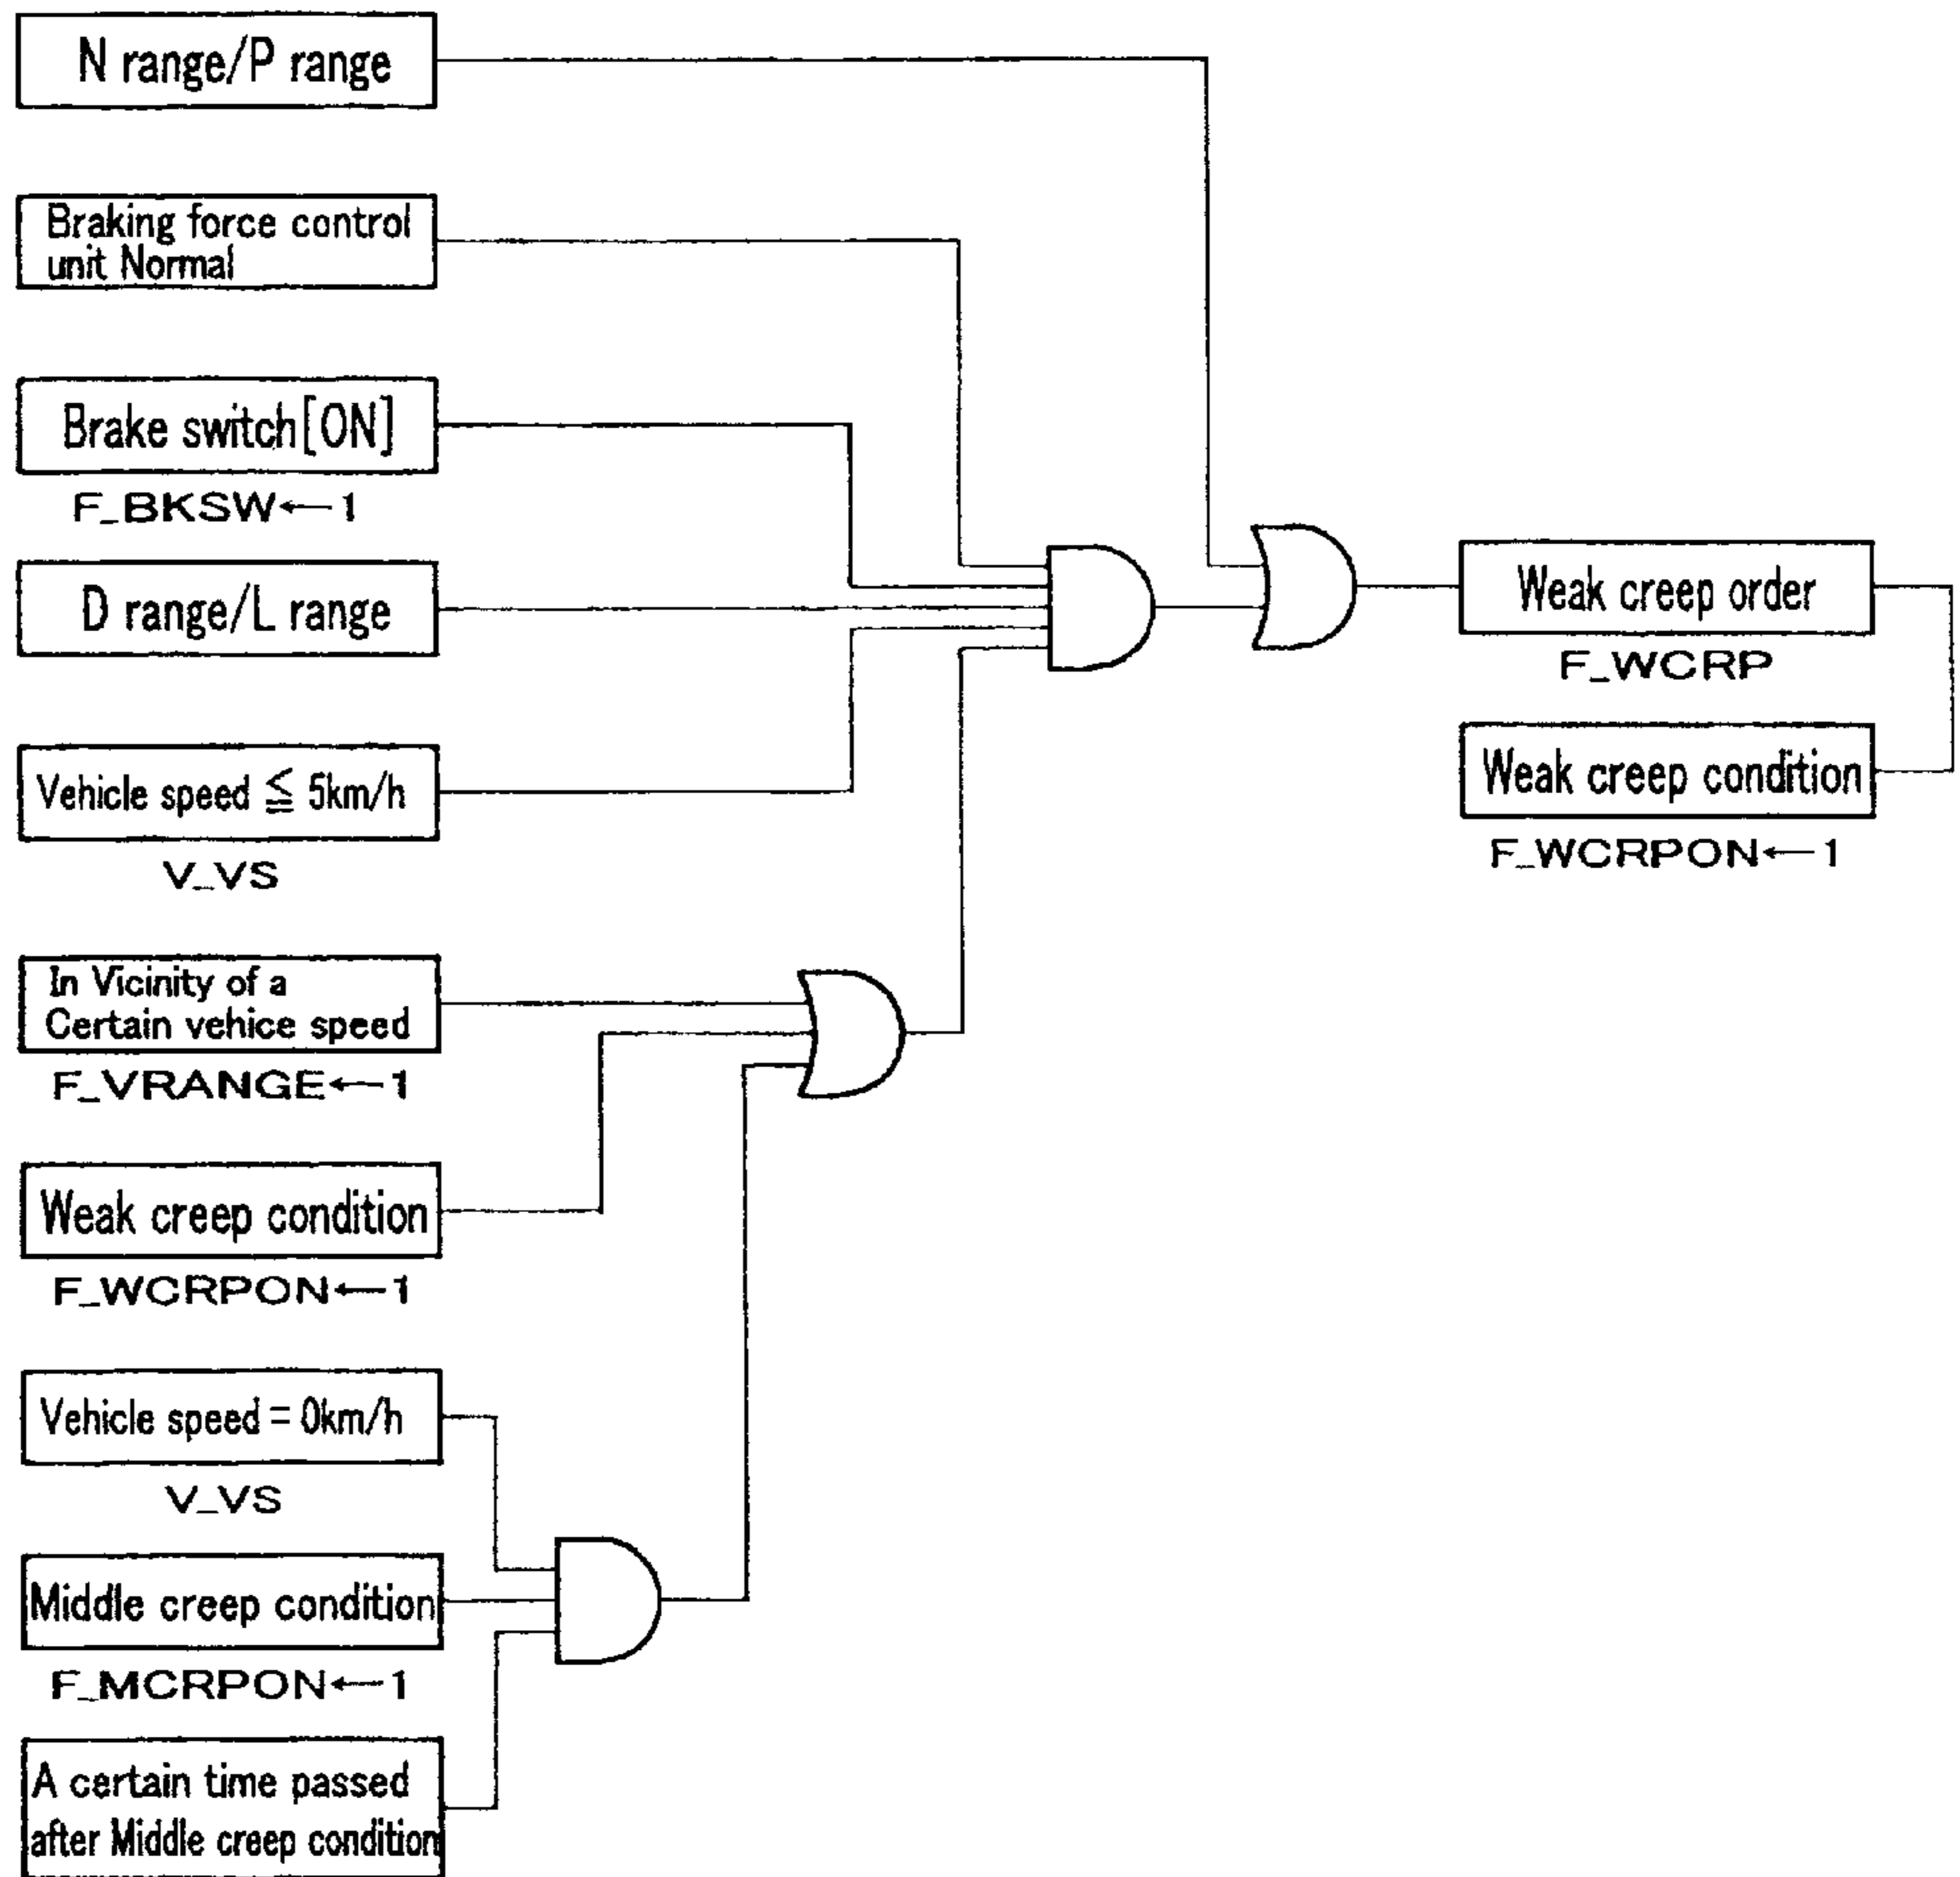 N range/P range
Braking force control
unit Normal
Brake switch[ON]
F_BKSW←1
D range/L range
Vehicle speed ≦ 5km/h
V_VS
In Vicinity of a
Certain vehice speed
F_VRANGE←1
Weak creep condition
F_WCRPON←1
Vehicle speed = 0km/h
V_VS
Middle creep condition
F_MCRPON←1
A certain time passed
after Middle creep condition
Weak creep order
F_WCRP
Weak creep condition
F_WCRPON←1